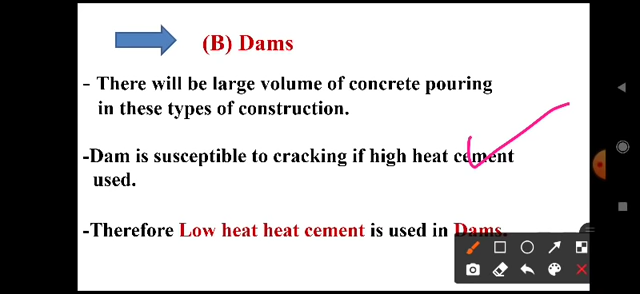 (B) Dams
- There will be large volume of concrete pouring
in these types of construction.
-Dam is susceptible to cracking if high heat cement
used.
-Therefore Low heat heat cement is used in Dams.